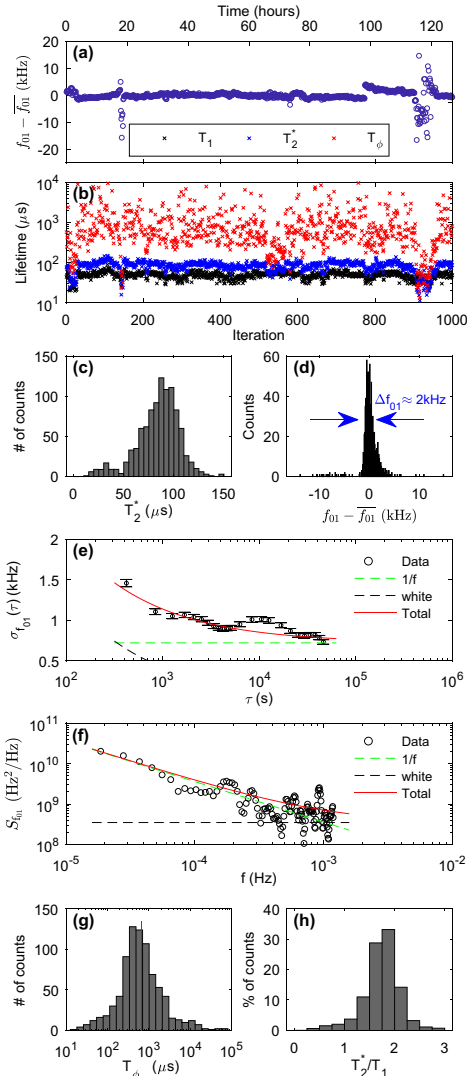 Time (hours)
0 20 40 60 80 100 120
(a)
20
10
0
-10
-20
f01 − f̅01̅ (kHz)
T1 T2* Tϕ
(b)
10^4
10^3
10^2
10^1
Lifetime (μs)
0 200 400 600 800 1000
Iteration
(c)
150
100
50
0
# of counts
0 50 100 150
T2* (μs)
(d)
60
40
20
0
Counts
Δf01 ≈ 2kHz
-10 0 10
f01 − f̅01̅ (kHz)
(e)
2
1.5
1
0.5
σf01(τ) (kHz)
Data
1/f
white
Total
10^2 10^3 10^4 10^5 10^6
τ (s)
(f)
10^11
10^10
10^9
10^8
Sf01 (Hz^2/Hz)
Data
1/f
white
Total
10^-5 10^-4 10^-3 10^-2
f (Hz)
(g)
150
100
50
0
# of counts
10^1 10^3 10^5
Tϕ (μs)
(h)
40
30
20
10
0
% of counts
0 1 2 3
T2*/T1